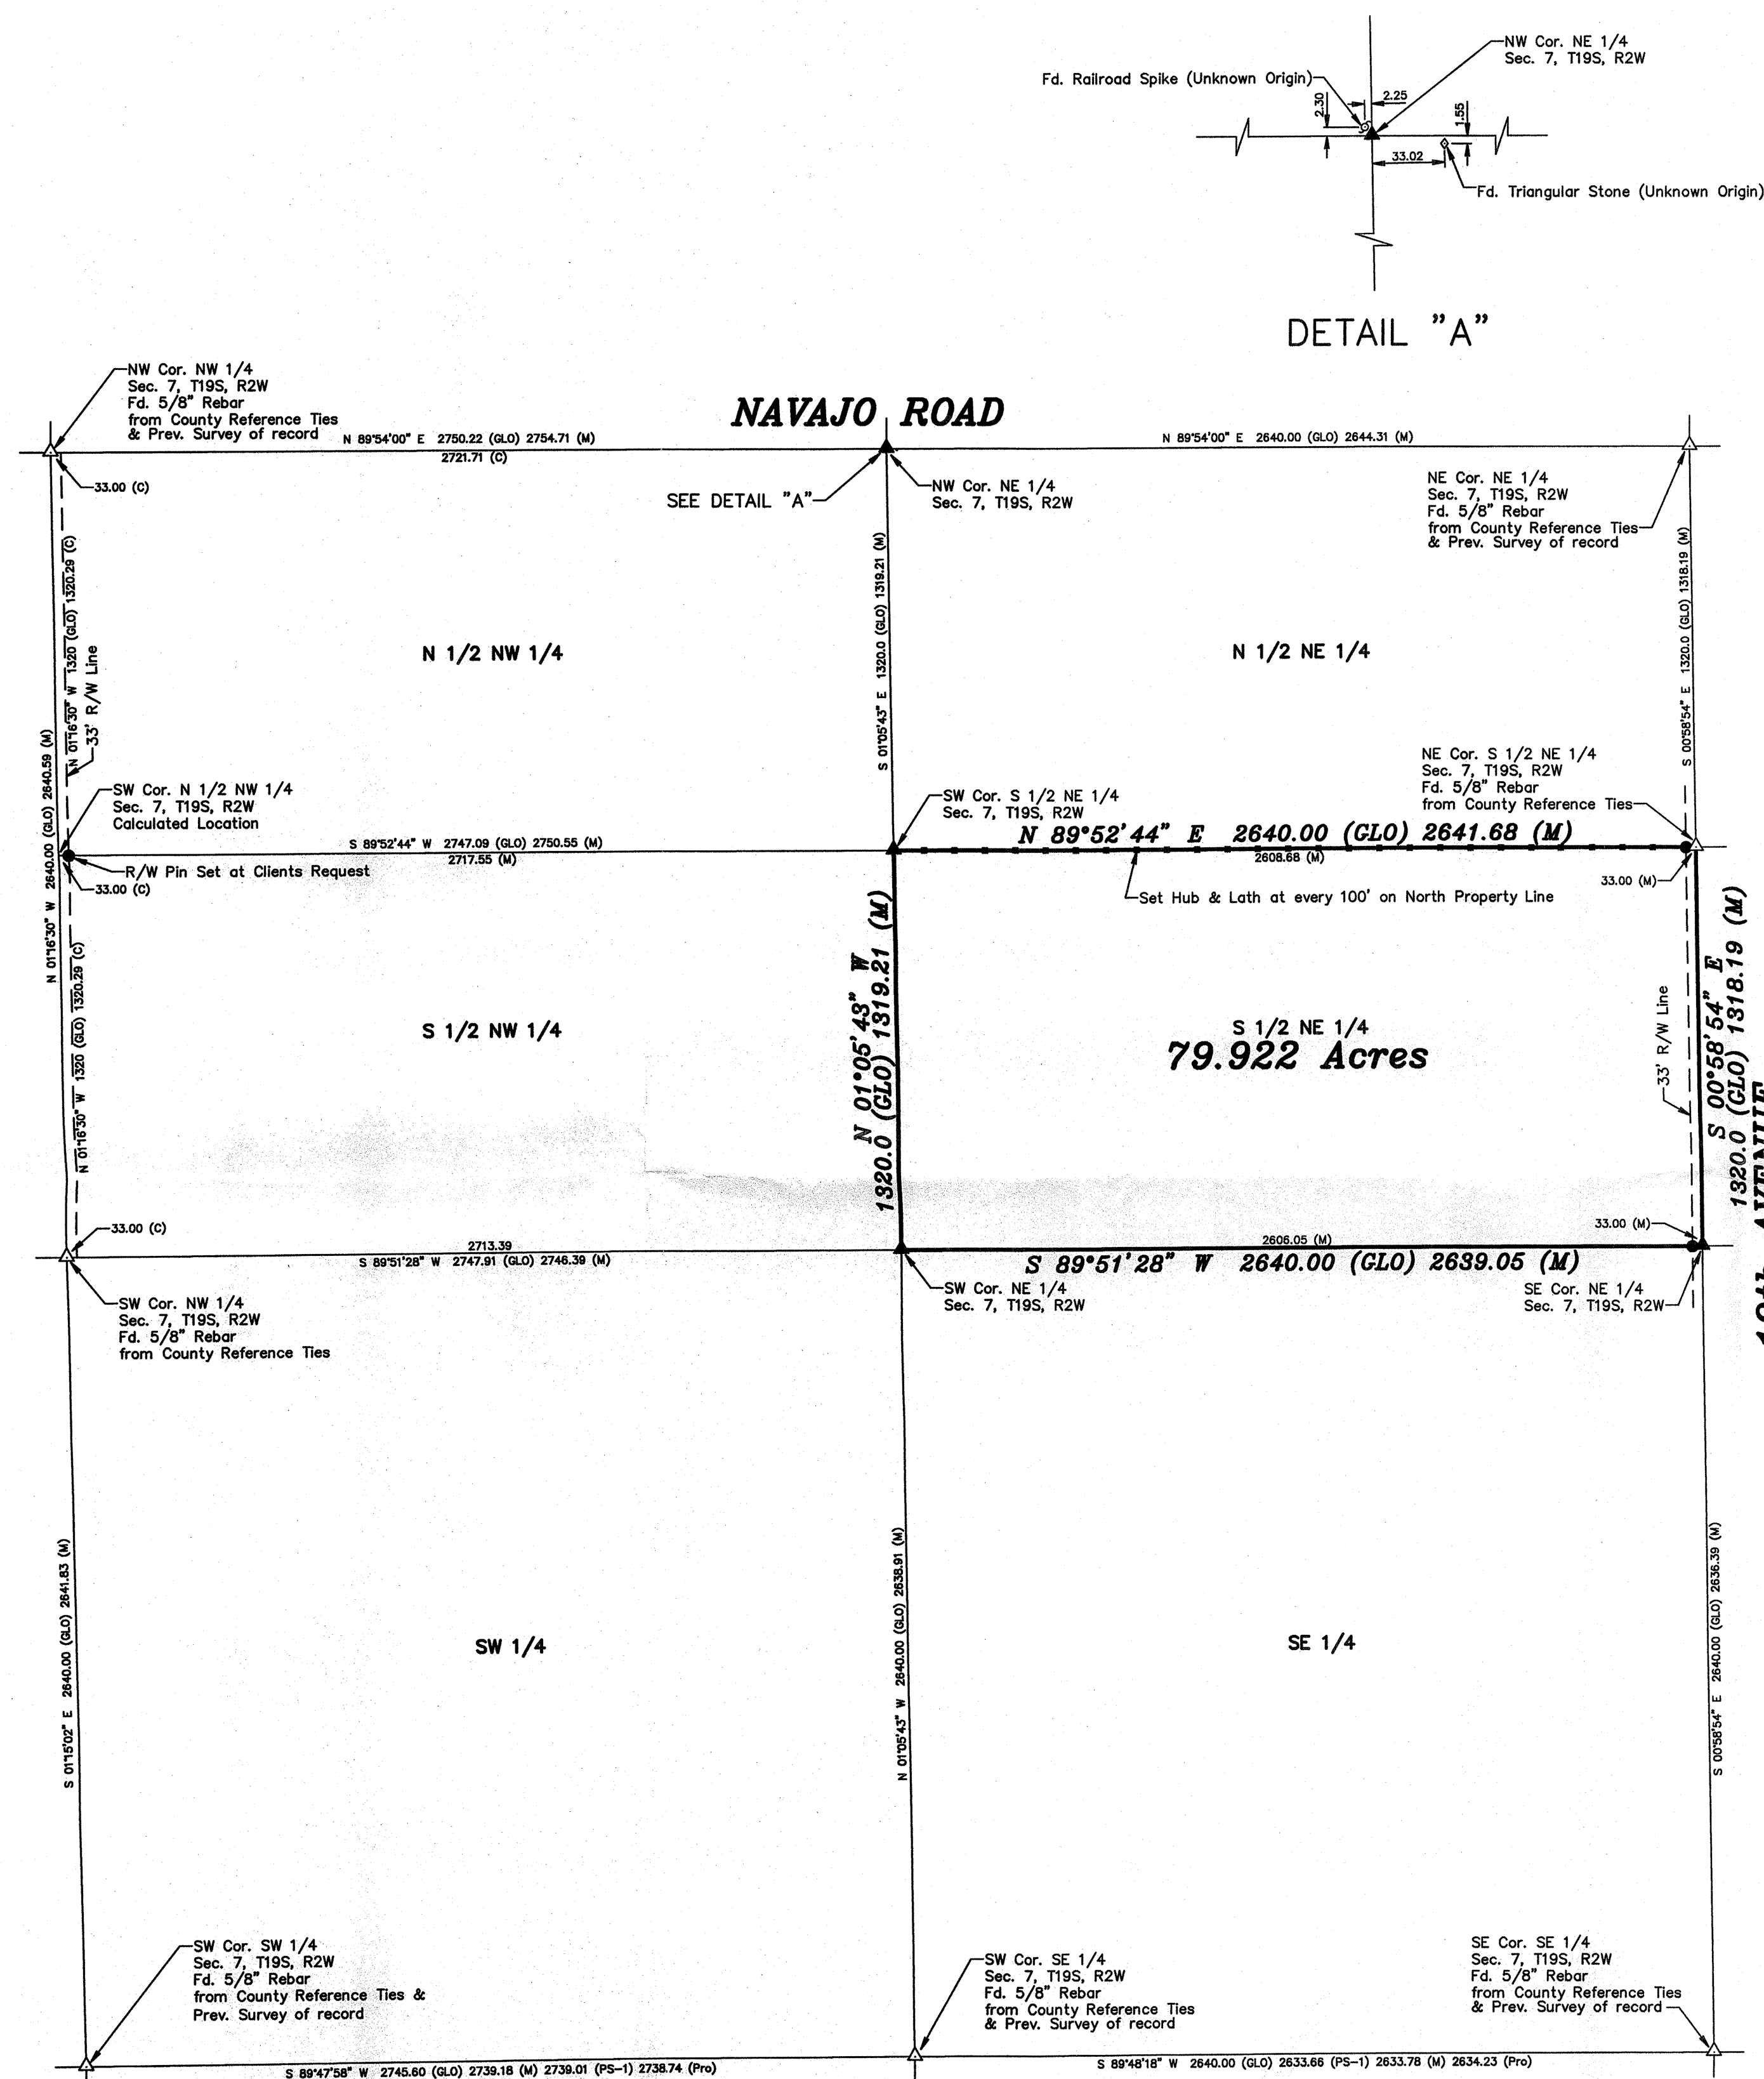 NW Cor. NE 1/4
Sec. 7, T19S, R2W
Fd. Railroad Spike (Unknown Origin)
2.30
2.25
1.55
33.02
Fd. Triangular Stone (Unknown Origin)
DETAIL "A"
NW Cor. NW 1/4
Sec. 7, T19S, R2W
Fd. 5/8" Rebar
from County Reference Ties
& Prev. Survey of record
NAVAJO ROAD
N 89°54'00" E 2750.22 (GLO) 2754.71 (M)
2721.71 (C)
N 89°54'00" E 2640.00 (GLO) 2644.31 (M)
33.00 (C)
SEE DETAIL "A"
NW Cor. NE 1/4
Sec. 7, T19S, R2W
NE Cor. NE 1/4
Sec. 7, T19S, R2W
Fd. 5/8" Rebar
from County Reference Ties
& Prev. Survey of record
N 01°16'30" W 1320 (GLO) 1320.29 (C)
33' R/W Line
N 01°16'30" W 2640.00 (GLO) 2640.59 (M)
S 01°05'43" E 1320.0 (GLO) 1319.21 (M)
S 00°58'54" E 1320.0 (GLO) 1318.19 (M)
N 1/2 NW 1/4
N 1/2 NE 1/4
SW Cor. N 1/2 NW 1/4
Sec. 7, T19S, R2W
Calculated Location
SW Cor. S 1/2 NE 1/4
Sec. 7, T19S, R2W
NE Cor. S 1/2 NE 1/4
Sec. 7, T19S, R2W
Fd. 5/8" Rebar
from County Reference Ties
S 89°52'44" W 2747.09 (GLO) 2750.55 (M)
2717.55 (M)
N 89°52'44" E 2640.00 (GLO) 2641.68 (M)
2608.68 (M)
R/W Pin Set at Clients Request
33.00 (C)
33.00 (M)
Set Hub & Lath at every 100' on North Property Line
N 01°16'30" W 1320 (GLO) 1320.29 (C)
N 01°05'43" W
1320.0 (GLO) 1319.21 (M)
S 1/2 NW 1/4
S 1/2 NE 1/4
79.922 Acres
33' R/W Line
S 00°58'54" E
1320.0 (GLO) 1318.19 (M)
AVENUE
33.00 (C)
2713.39
S 89°51'28" W 2747.91 (GLO) 2746.39 (M)
33.00 (M)
2606.05 (M)
S 89°51'28" W 2640.00 (GLO) 2639.05 (M)
SW Cor. NW 1/4
Sec. 7, T19S, R2W
Fd. 5/8" Rebar
from County Reference Ties
SW Cor. NE 1/4
Sec. 7, T19S, R2W
SE Cor. NE 1/4
Sec. 7, T19S, R2W
S 01°15'02" E 2640.00 (GLO) 2641.83 (M)
N 01°05'43" W 2640.00 (GLO) 2638.91 (M)
S 00°58'54" E 2640.00 (GLO) 2636.39 (M)
SW 1/4
SE 1/4
SW Cor. SW 1/4
Sec. 7, T19S, R2W
Fd. 5/8" Rebar
from County Reference Ties &
Prev. Survey of record
SW Cor. SE 1/4
Sec. 7, T19S, R2W
Fd. 5/8" Rebar
from County Reference Ties
& Prev. Survey of record
SE Cor. SE 1/4
Sec. 7, T19S, R2W
Fd. 5/8" Rebar
from County Reference Ties
& Prev. Survey of record
S 89°47'58" W 2745.60 (GLO) 2739.18 (M) 2739.01 (PS-1) 2738.74 (Pro)
S 89°48'18" W 2640.00 (GLO) 2633.66 (PS-1) 2633.78 (M) 2634.23 (Pro)